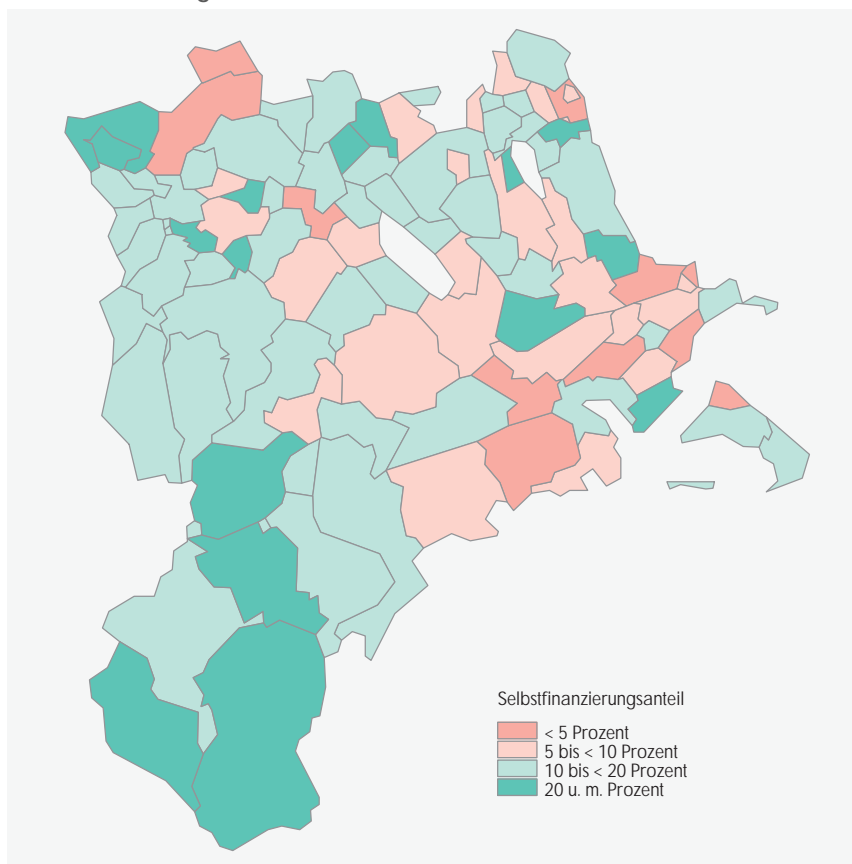 Selbstfinanzierungsanteil
< 5 Prozent
5 bis < 10 Prozent
10 bis < 20 Prozent
20 u. m. Prozent